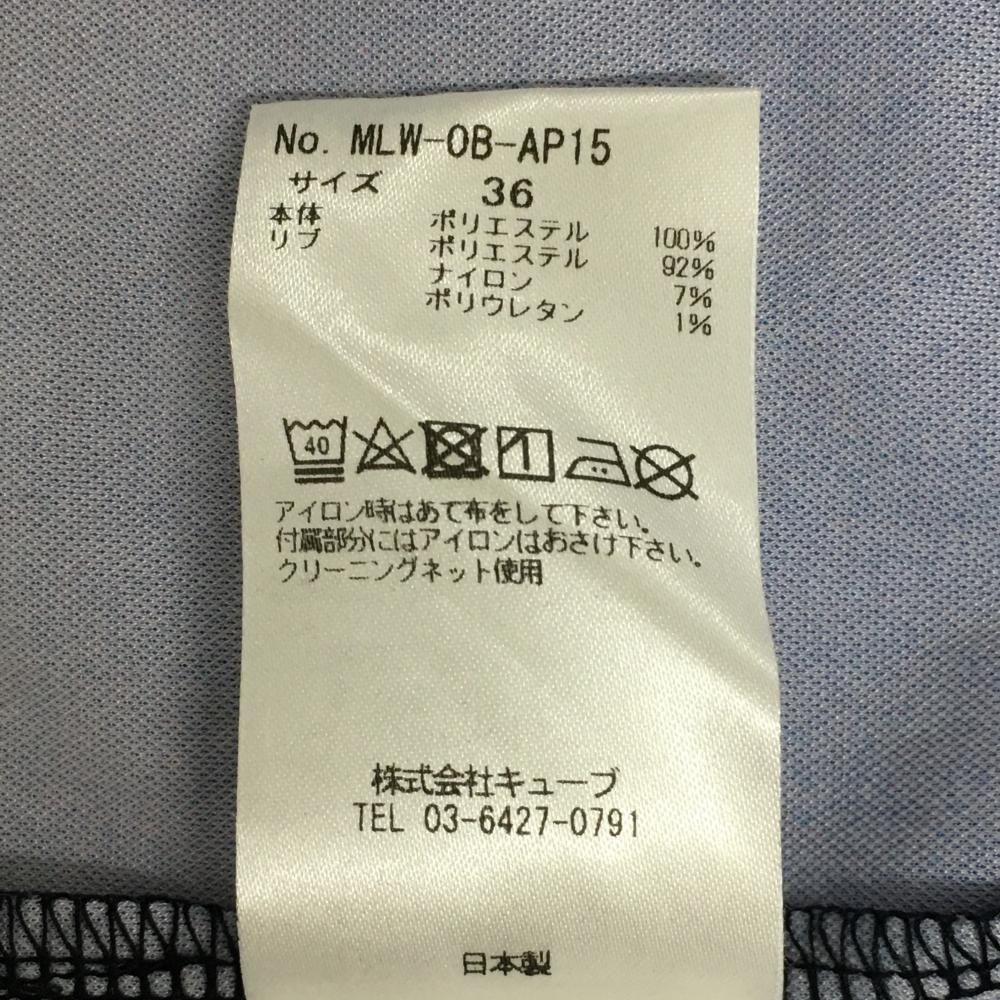 No. MLW-OB-AP15
サイズ 36
本体 ポリエステル 100%
リブ ポリエステル 92%
ナイロン 7%
ポリウレタン 1%
40
アイロン時はあて布をして下さい。
付属部分にはアイロンはおさけ下さい。
クリーニングネット使用
株式会社キューブ
TEL 03-6427-0791
日本製